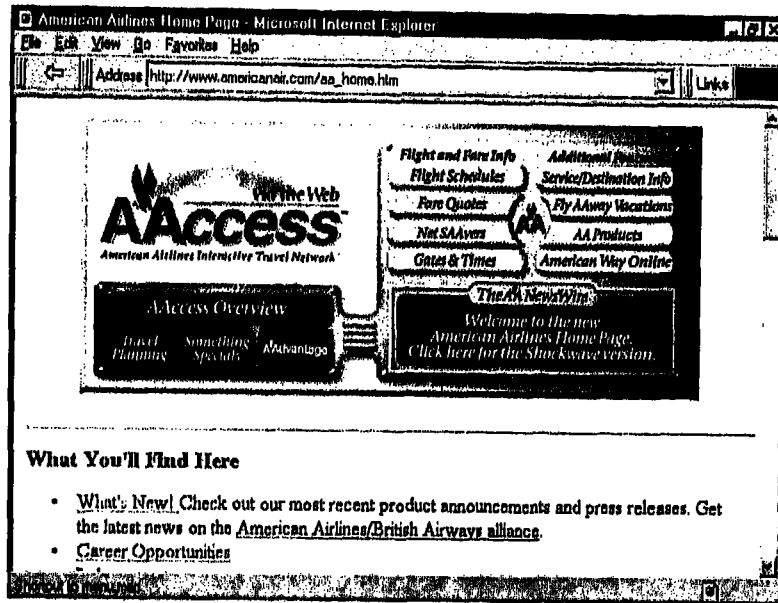 American Airlines Home Page - Microsoft Internet Explorer
File Edit View Go Favorites Help
Address http://www.americanair.com/aa_home.htm
Links
On the Web
AAccess
American Airlines Interactive Travel Network
Flight and Fare Info
Flight Schedules
Fare Quotes
Net SAAvers
Gates & Times
Additional
Service/Destination Info
Fly AAway Vacations
AA Products
American Way Online
AA
AAccess Overview
Travel Planning
Something Specials
AAdvantage
The AA NewsWire
Welcome to the new
American Airlines Home Page.
Click here for the Shockwave version.
What You'll Find Here
• What's New! Check out our most recent product announcements and press releases. Get
the latest news on the American Airlines/British Airways alliance.
• Career Opportunities
Shortcut to